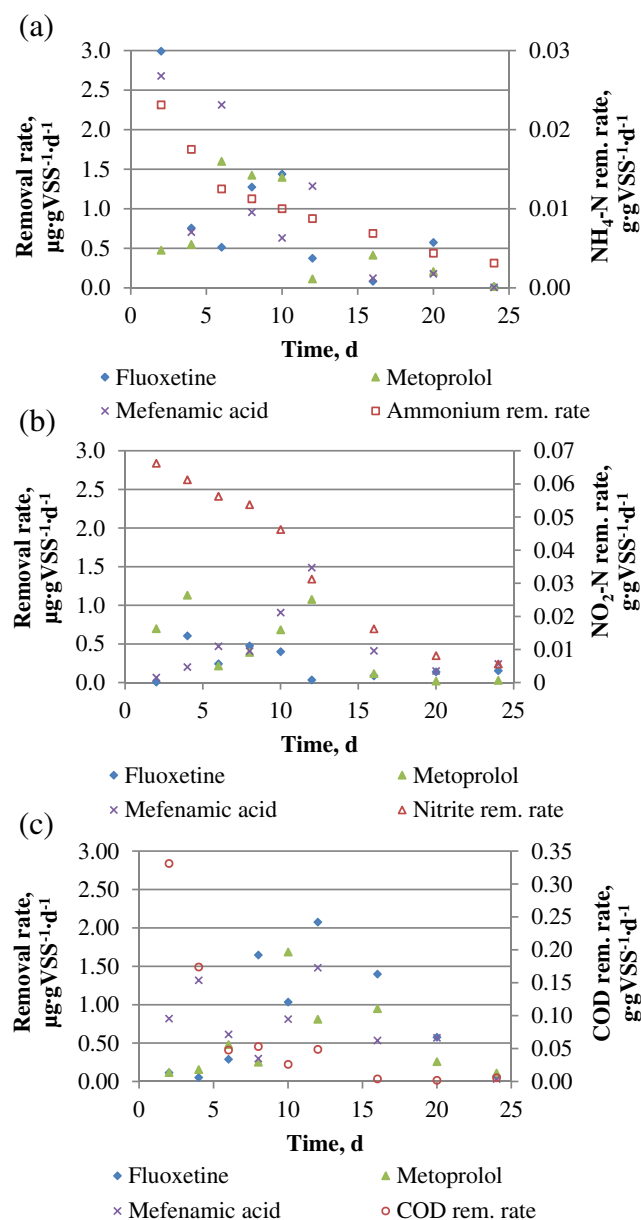 (a)
Removal rate,
µg·gVSS⁻¹·d⁻¹
3.0
2.5
2.0
1.5
1.0
0.5
0.0
0.03
0.02
0.01
0.00
NH₄-N rem. rate,
g·gVSS⁻¹·d⁻¹
0 5 10 15 20 25
Time, d
Fluoxetine Metoprolol
Mefenamic acid Ammonium rem. rate
(b)
Removal rate,
µg·gVSS⁻¹·d⁻¹
3.0
2.5
2.0
1.5
1.0
0.5
0.0
0.07
0.06
0.05
0.04
0.03
0.02
0.01
0
NO₂-N rem. rate,
g·gVSS⁻¹·d⁻¹
0 5 10 15 20 25
Time, d
Fluoxetine Metoprolol
Mefenamic acid Nitrite rem. rate
(c)
Removal rate,
µg·gVSS⁻¹·d⁻¹
3.00
2.50
2.00
1.50
1.00
0.50
0.00
0.35
0.30
0.25
0.20
0.15
0.10
0.05
0.00
COD rem. rate,
g·gVSS⁻¹·d⁻¹
0 5 10 15 20 25
Time, d
Fluoxetine Metoprolol
Mefenamic acid COD rem. rate